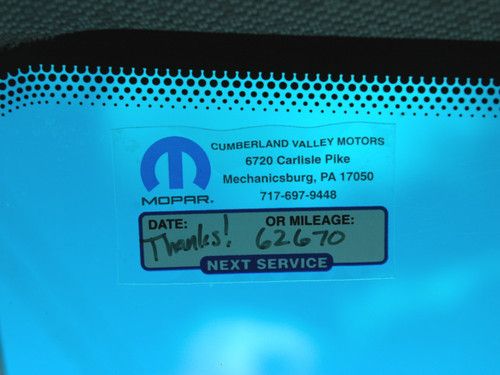 CUMBERLAND VALLEY MOTORS
6720 Carlisle Pike
Mechanicsburg, PA 17050
717-697-9448
MOPAR.
DATE: OR MILEAGE:
Thanks! 62670
NEXT SERVICE